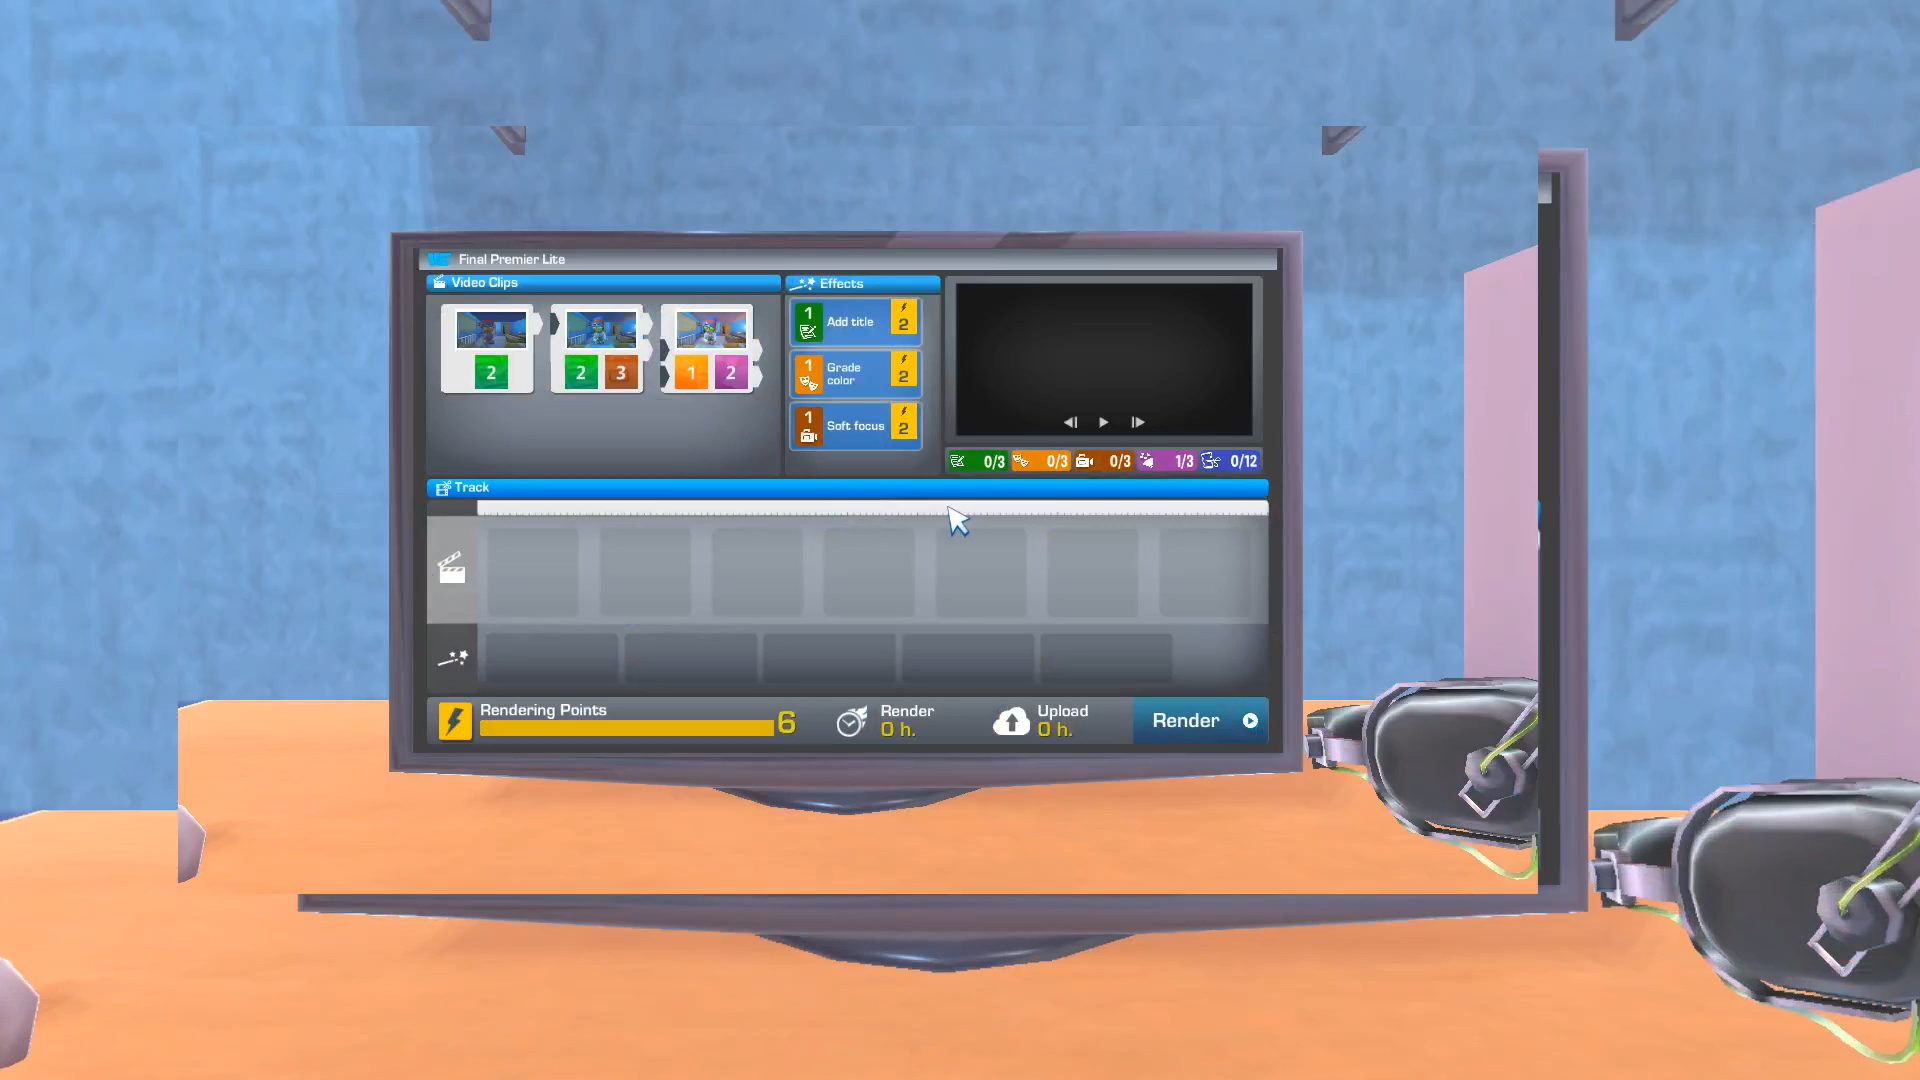 Final Premier Lite
Video Clips
2
2 3
1 2
Effects
1 Add title 2
1 Grade color 2
1 Soft focus 2
0/3 0/3 0/3 1/3 0/12
Track
Rendering Points
6
Render
0 h.
Upload
0 h.
Render